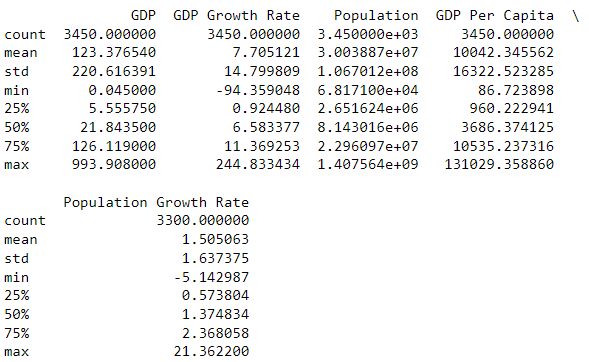 GDP GDP Growth Rate Population GDP Per Capita \
count 3450.000000 3450.000000 3.450000e+03 3450.000000
mean 123.376540 7.705121 3.003887e+07 10042.345562
std 220.616391 14.799809 1.067012e+08 16322.523285
min 0.045000 -94.359048 6.817100e+04 86.723898
25% 5.555750 0.924480 2.651624e+06 960.222941
50% 21.843500 6.583377 8.143016e+06 3686.374125
75% 126.119000 11.369253 2.296097e+07 10535.237316
max 993.908000 244.833434 1.407564e+09 131029.358860
Population Growth Rate
count 3300.000000
mean 1.505063
std 1.637375
min -5.142987
25% 0.573804
50% 1.374834
75% 2.368058
max 21.362200